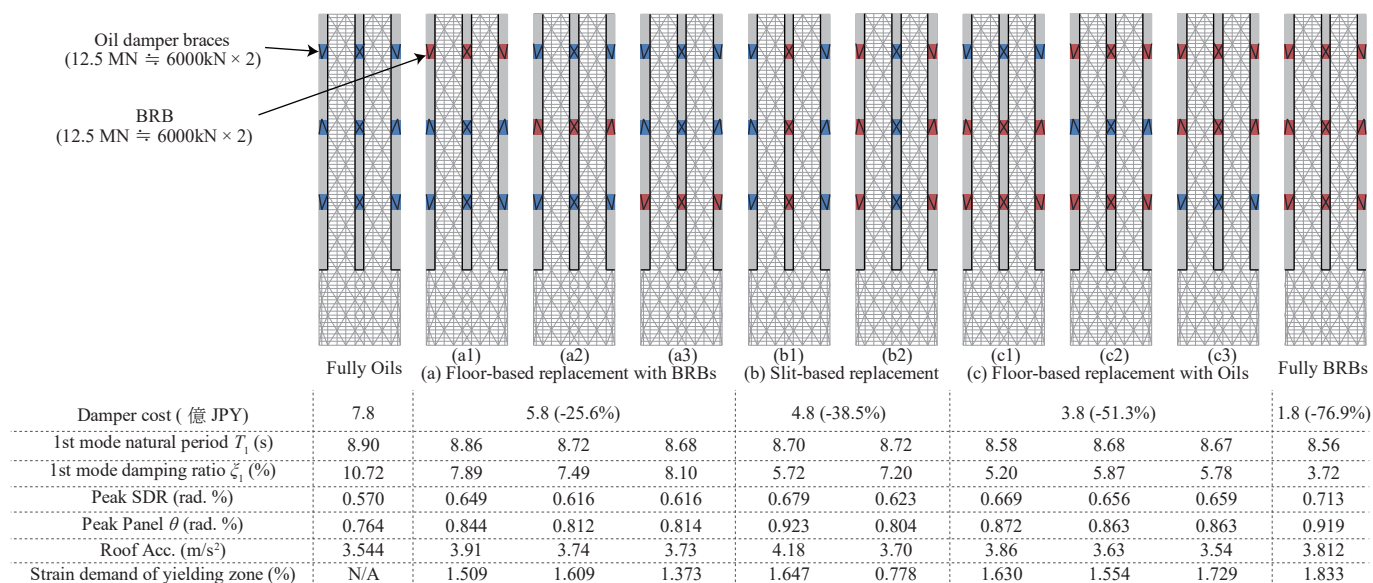 Oil damper braces
(12.5 MN ≒ 6000kN × 2)
BRB
(12.5 MN ≒ 6000kN × 2)
(a1) (a2) (a3) (b1) (b2) (c1) (c2) (c3)
Fully Oils (a) Floor-based replacement with BRBs (b) Slit-based replacement (c) Floor-based replacement with Oils Fully BRBs
Damper cost ( 億 JPY) 7.8 5.8 (-25.6%) 4.8 (-38.5%) 3.8 (-51.3%) 1.8 (-76.9%)
1st mode natural period T₁ (s) 8.90 8.86 8.72 8.68 8.70 8.72 8.58 8.68 8.67 8.56
1st mode damping ratio ξ₁ (%) 10.72 7.89 7.49 8.10 5.72 7.20 5.20 5.87 5.78 3.72
Peak SDR (rad. %) 0.570 0.649 0.616 0.616 0.679 0.623 0.669 0.656 0.659 0.713
Peak Panel θ (rad. %) 0.764 0.844 0.812 0.814 0.923 0.804 0.872 0.863 0.863 0.919
Roof Acc. (m/s²) 3.544 3.91 3.74 3.73 4.18 3.70 3.86 3.63 3.54 3.812
Strain demand of yielding zone (%) N/A 1.509 1.609 1.373 1.647 0.778 1.630 1.554 1.729 1.833